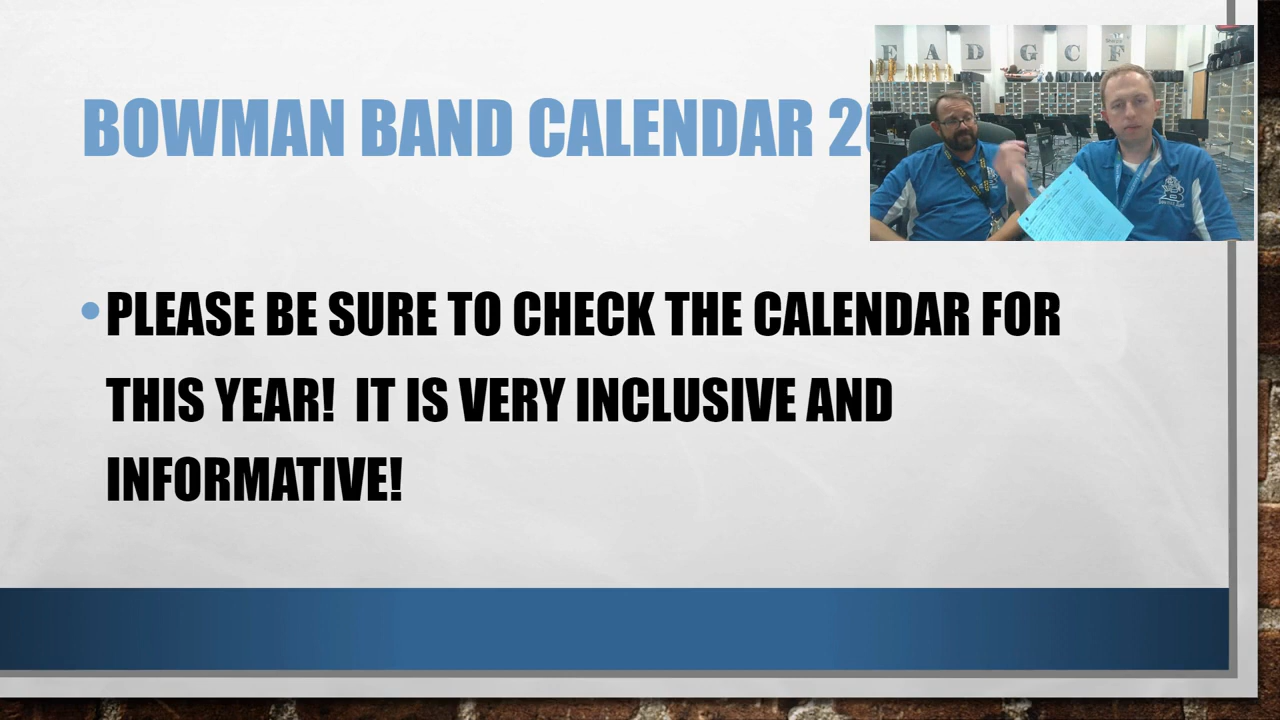 BOWMAN BAND CALENDAR
E A D G C F
PLEASE BE SURE TO CHECK THE CALENDAR FOR
THIS YEAR! IT IS VERY INCLUSIVE AND
INFORMATIVE!